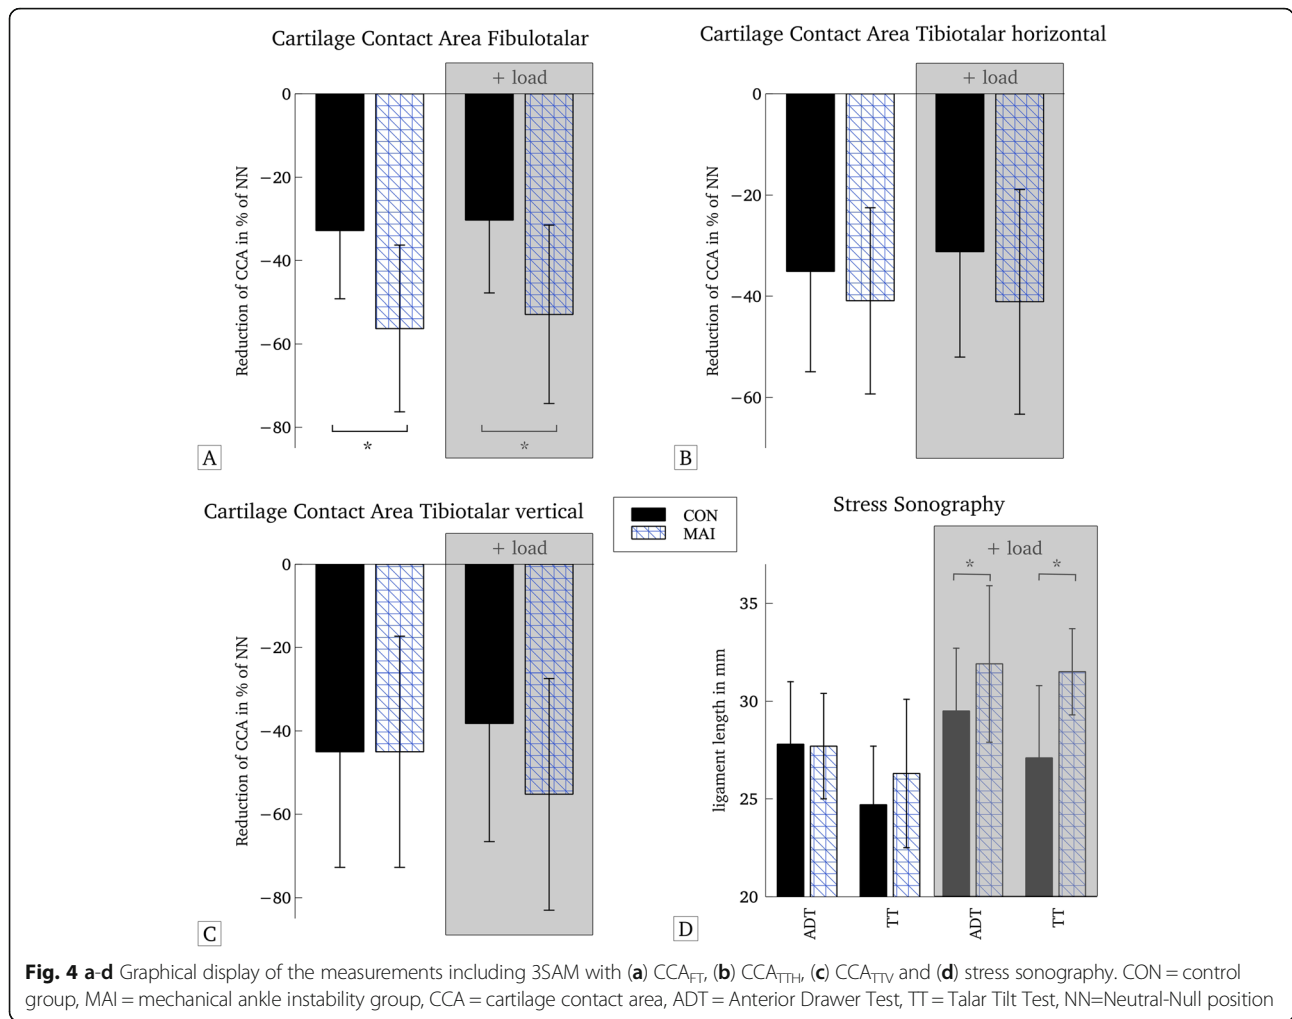 Cartilage Contact Area Fibulotalar
+ load
0
−20
−40
−60
−80
Reduction of CCA in % of NN
*
*
A
Cartilage Contact Area Tibiotalar horizontal
+ load
0
−20
−40
−60
Reduction of CCA in % of NN
B
Cartilage Contact Area Tibiotalar vertical
+ load
0
−20
−40
−60
−80
Reduction of CCA in % of NN
C
CON
MAI
Stress Sonography
+ load
*
*
35
30
25
20
ligament length in mm
ADT
TT
ADT
TT
D
Fig. 4 a-d Graphical display of the measurements including 3SAM with (a) CCAFT, (b) CCATTH, (c) CCATTV and (d) stress sonography. CON = control
group, MAI = mechanical ankle instability group, CCA = cartilage contact area, ADT = Anterior Drawer Test, TT = Talar Tilt Test, NN=Neutral-Null position